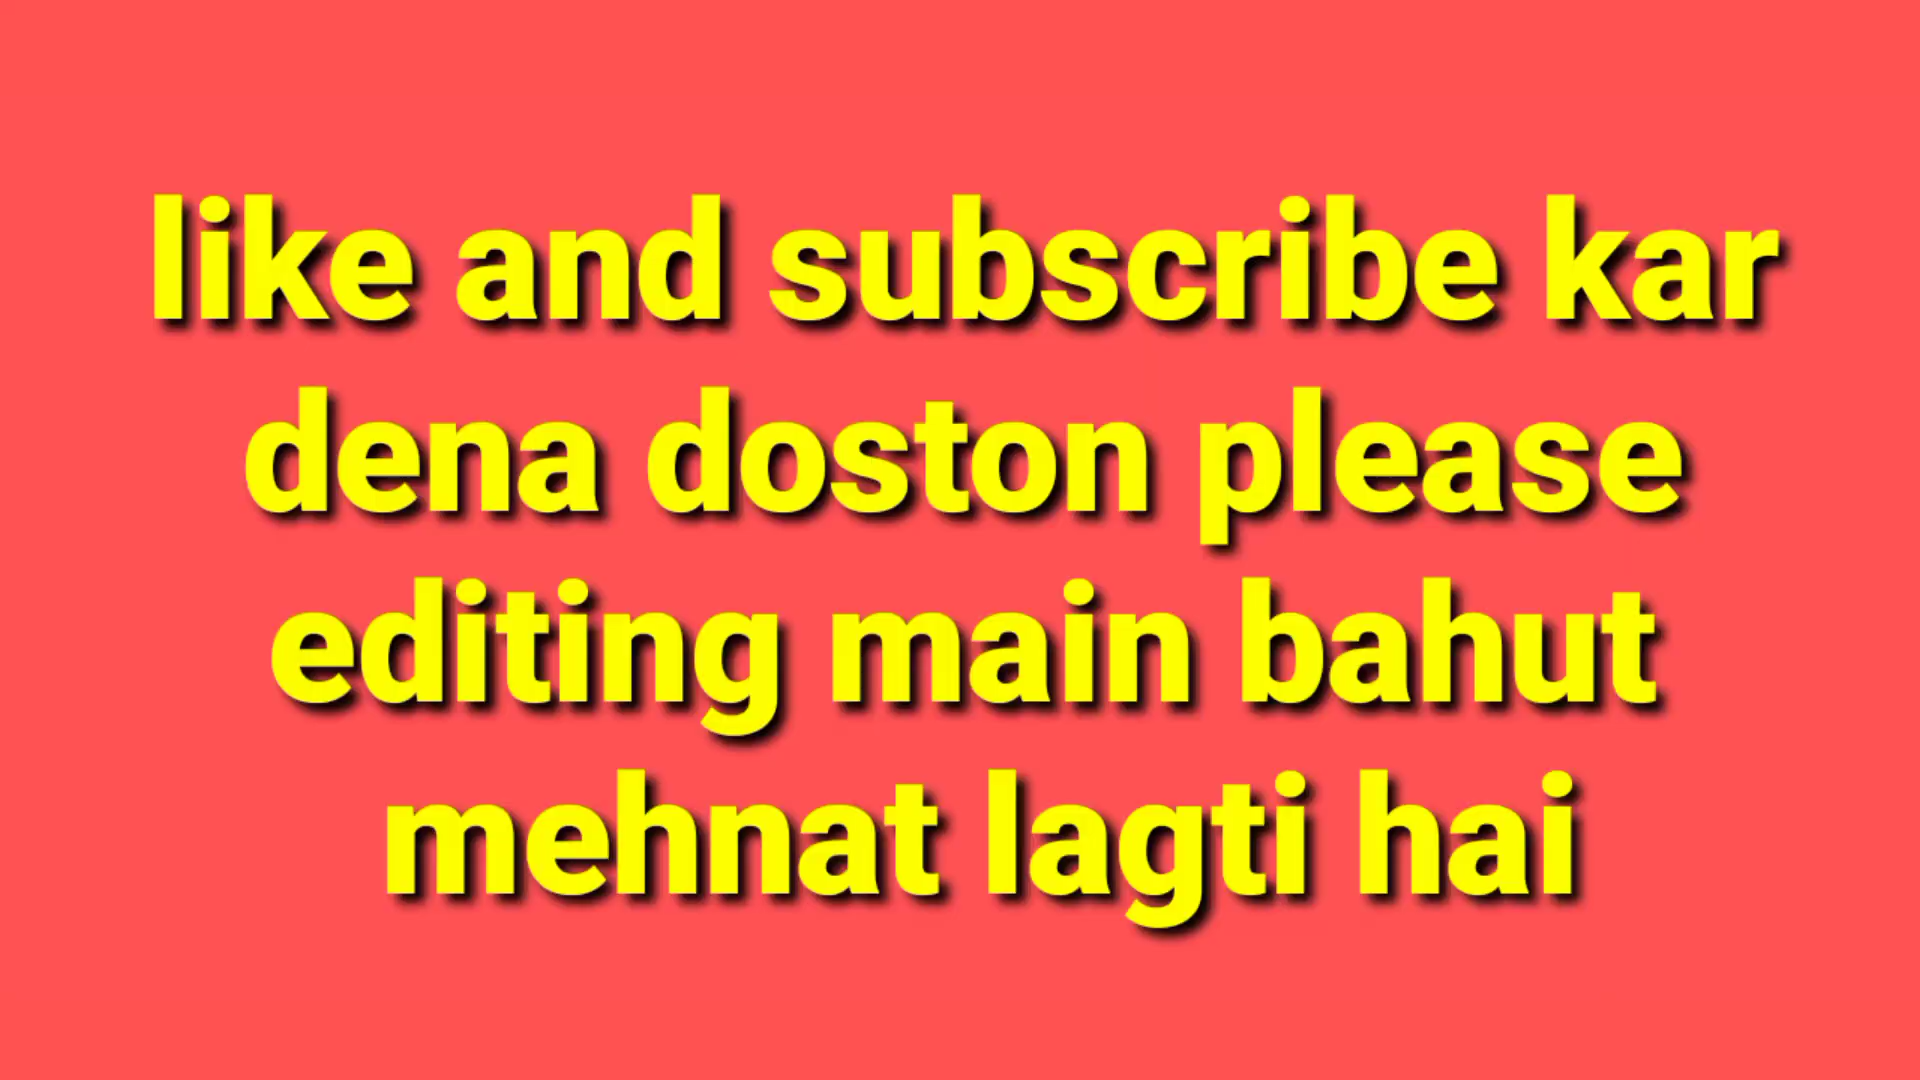 like and subscribe kar
dena doston please
editing main bahut
mehnat lagti hai